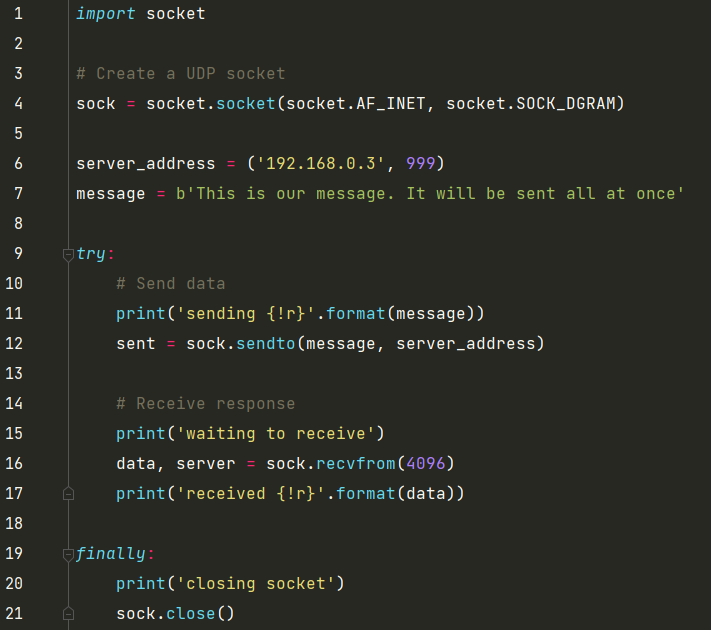 1 import socket
2
3 # Create a UDP socket
4 sock = socket.socket(socket.AF_INET, socket.SOCK_DGRAM)
5
6 server_address = ('192.168.0.3', 999)
7 message = b'This is our message. It will be sent all at once'
8
9 try:
10     # Send data
11     print('sending {!r}'.format(message))
12     sent = sock.sendto(message, server_address)
13
14     # Receive response
15     print('waiting to receive')
16     data, server = sock.recvfrom(4096)
17     print('received {!r}'.format(data))
18
19 finally:
20     print('closing socket')
21     sock.close()